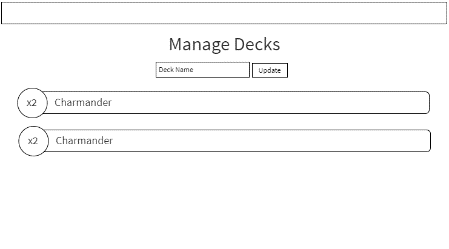 Manage Decks
Deck Name Update
x2 Charmander
x2 Charmander